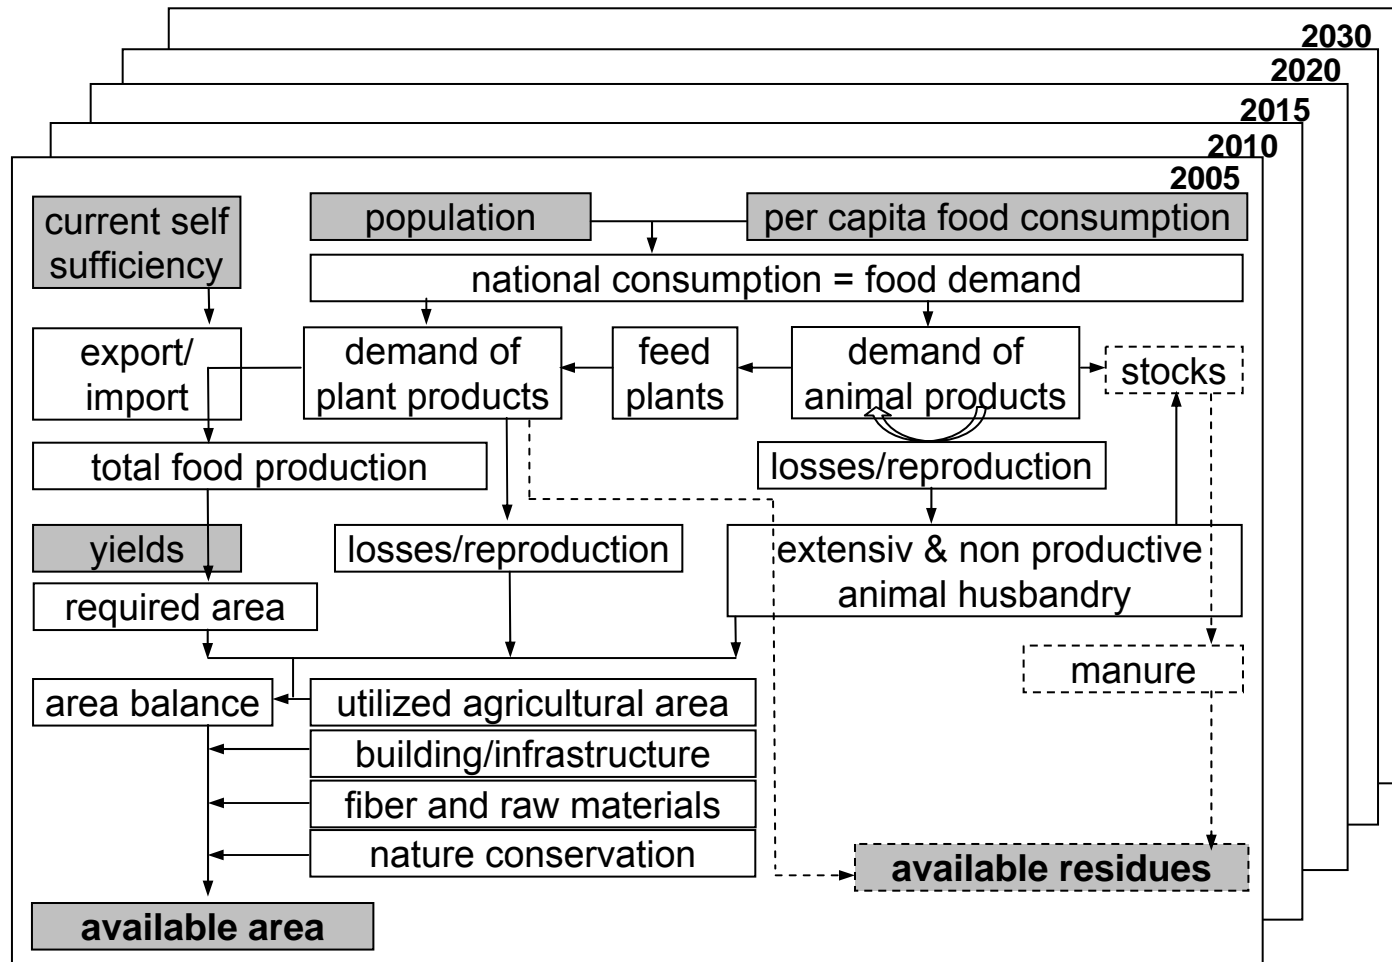 2030
2020
2015
2010
2005
current self
sufficiency
population
per capita food consumption
national consumption = food demand
export/
import
demand of
plant products
feed
plants
demand of
animal products
stocks
total food production
losses/reproduction
yields
losses/reproduction
extensiv & non productive
animal husbandry
required area
manure
area balance
utilized agricultural area
building/infrastructure
fiber and raw materials
nature conservation
available residues
available area